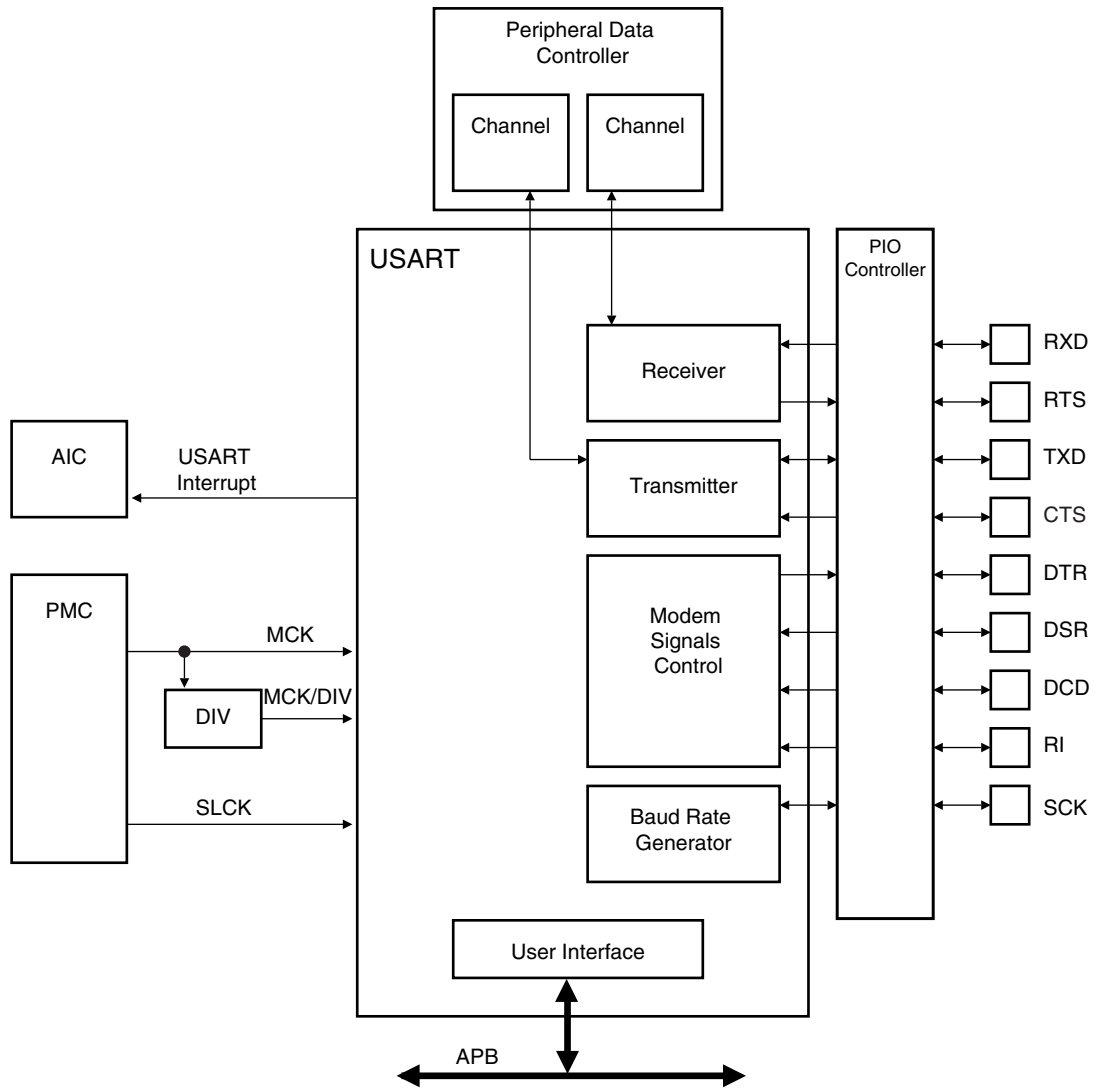 Peripheral Data
Controller
Channel
Channel
USART
PIO
Controller
Receiver
RXD
RTS
AIC
USART
Interrupt
Transmitter
TXD
CTS
PMC
MCK
DIV
MCK/DIV
SLCK
Modem
Signals
Control
DTR
DSR
DCD
RI
Baud Rate
Generator
SCK
User Interface
APB